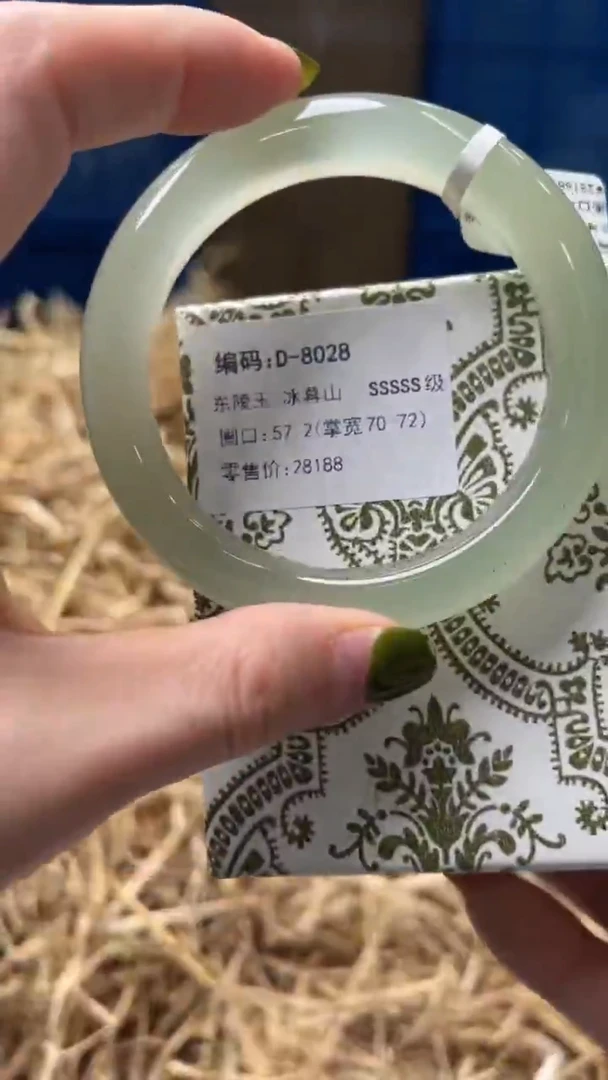 编码:D-8028
东陵玉 冰幕山 SSSSS级
圈口:57 2(掌宽70 72)
零售价:28188